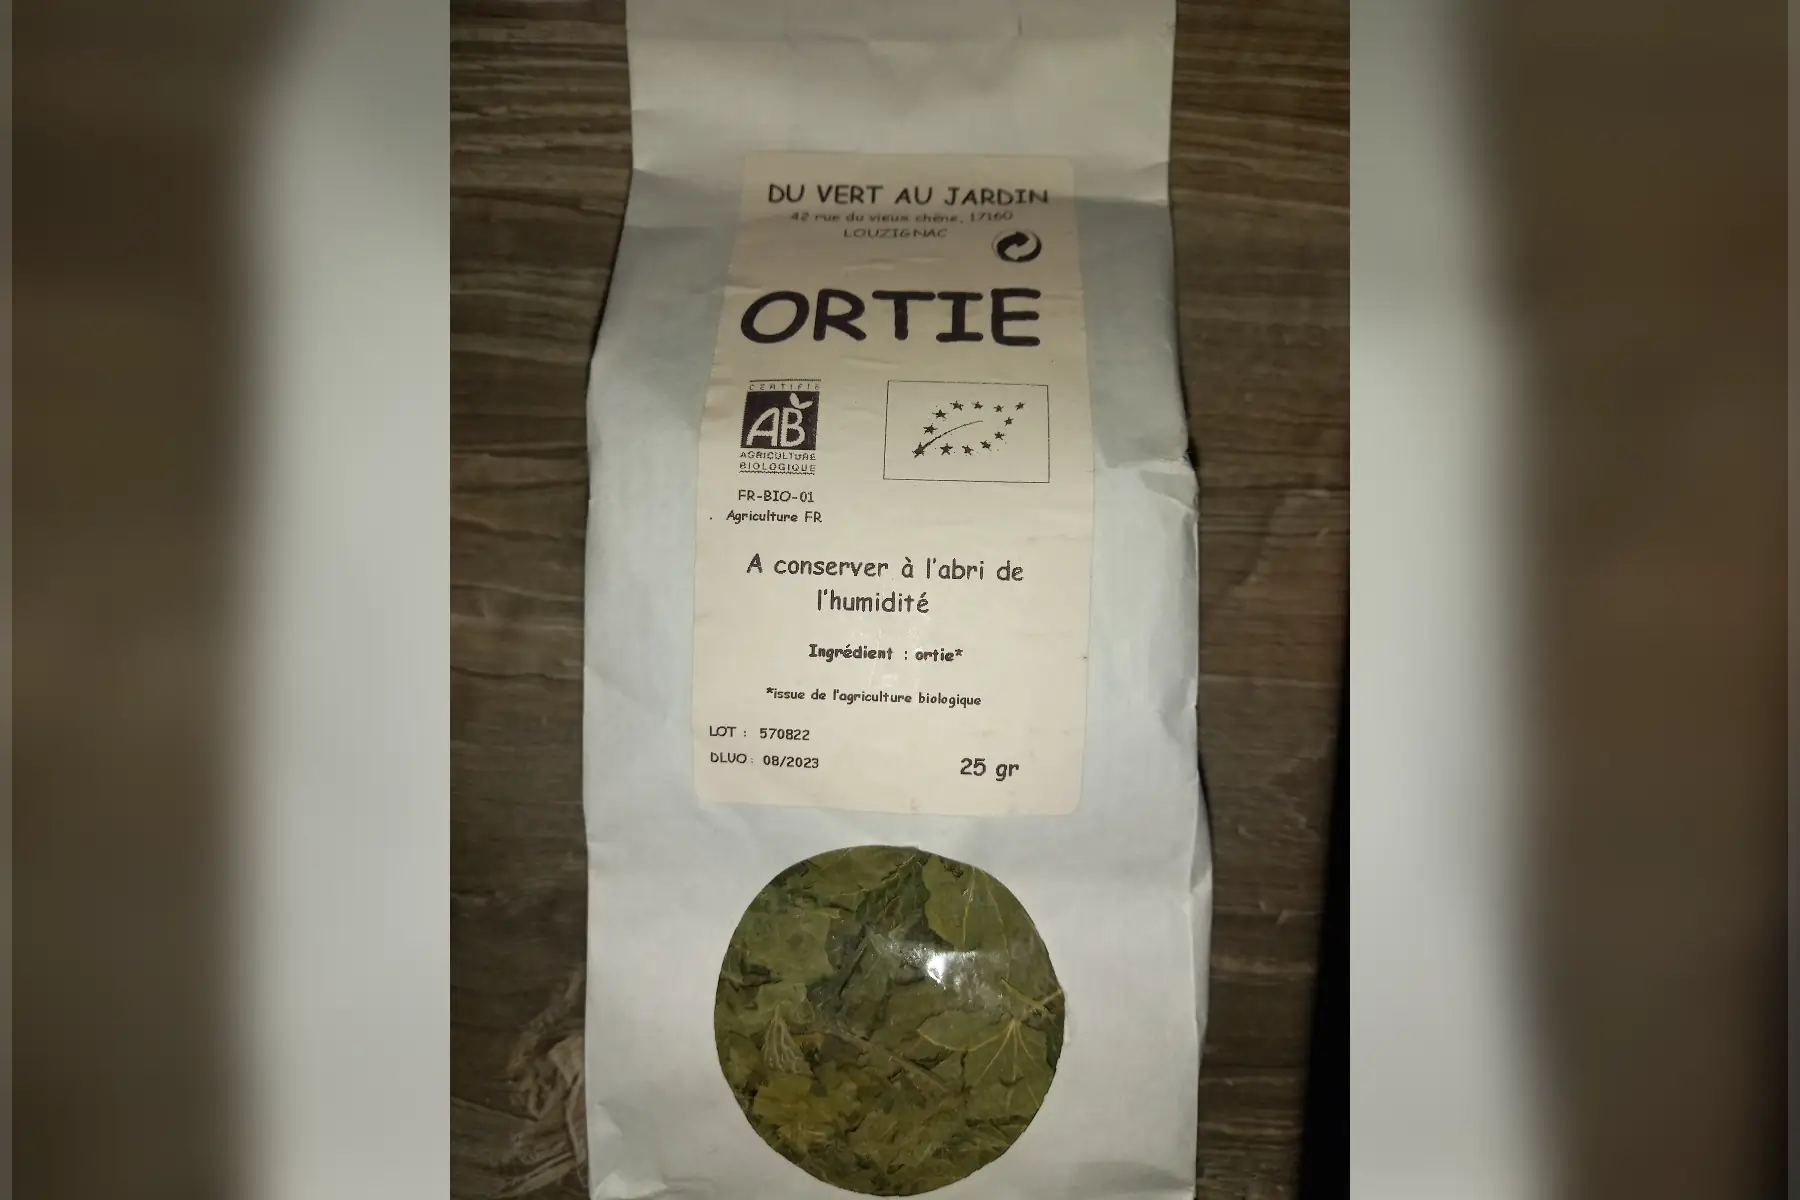 DU VERT AU JARDIN
42 rue du vieux chêne, 17160
LOUZIGNAC
ORTIE
CERTIFIÉ
AB
AGRICULTURE
BIOLOGIQUE
FR-BIO-01
. Agriculture FR
A conserver à l'abri de
l'humidité
Ingrédient : ortie*
*issue de l'agriculture biologique
LOT : 570822
DLUO : 08/2023
25 gr